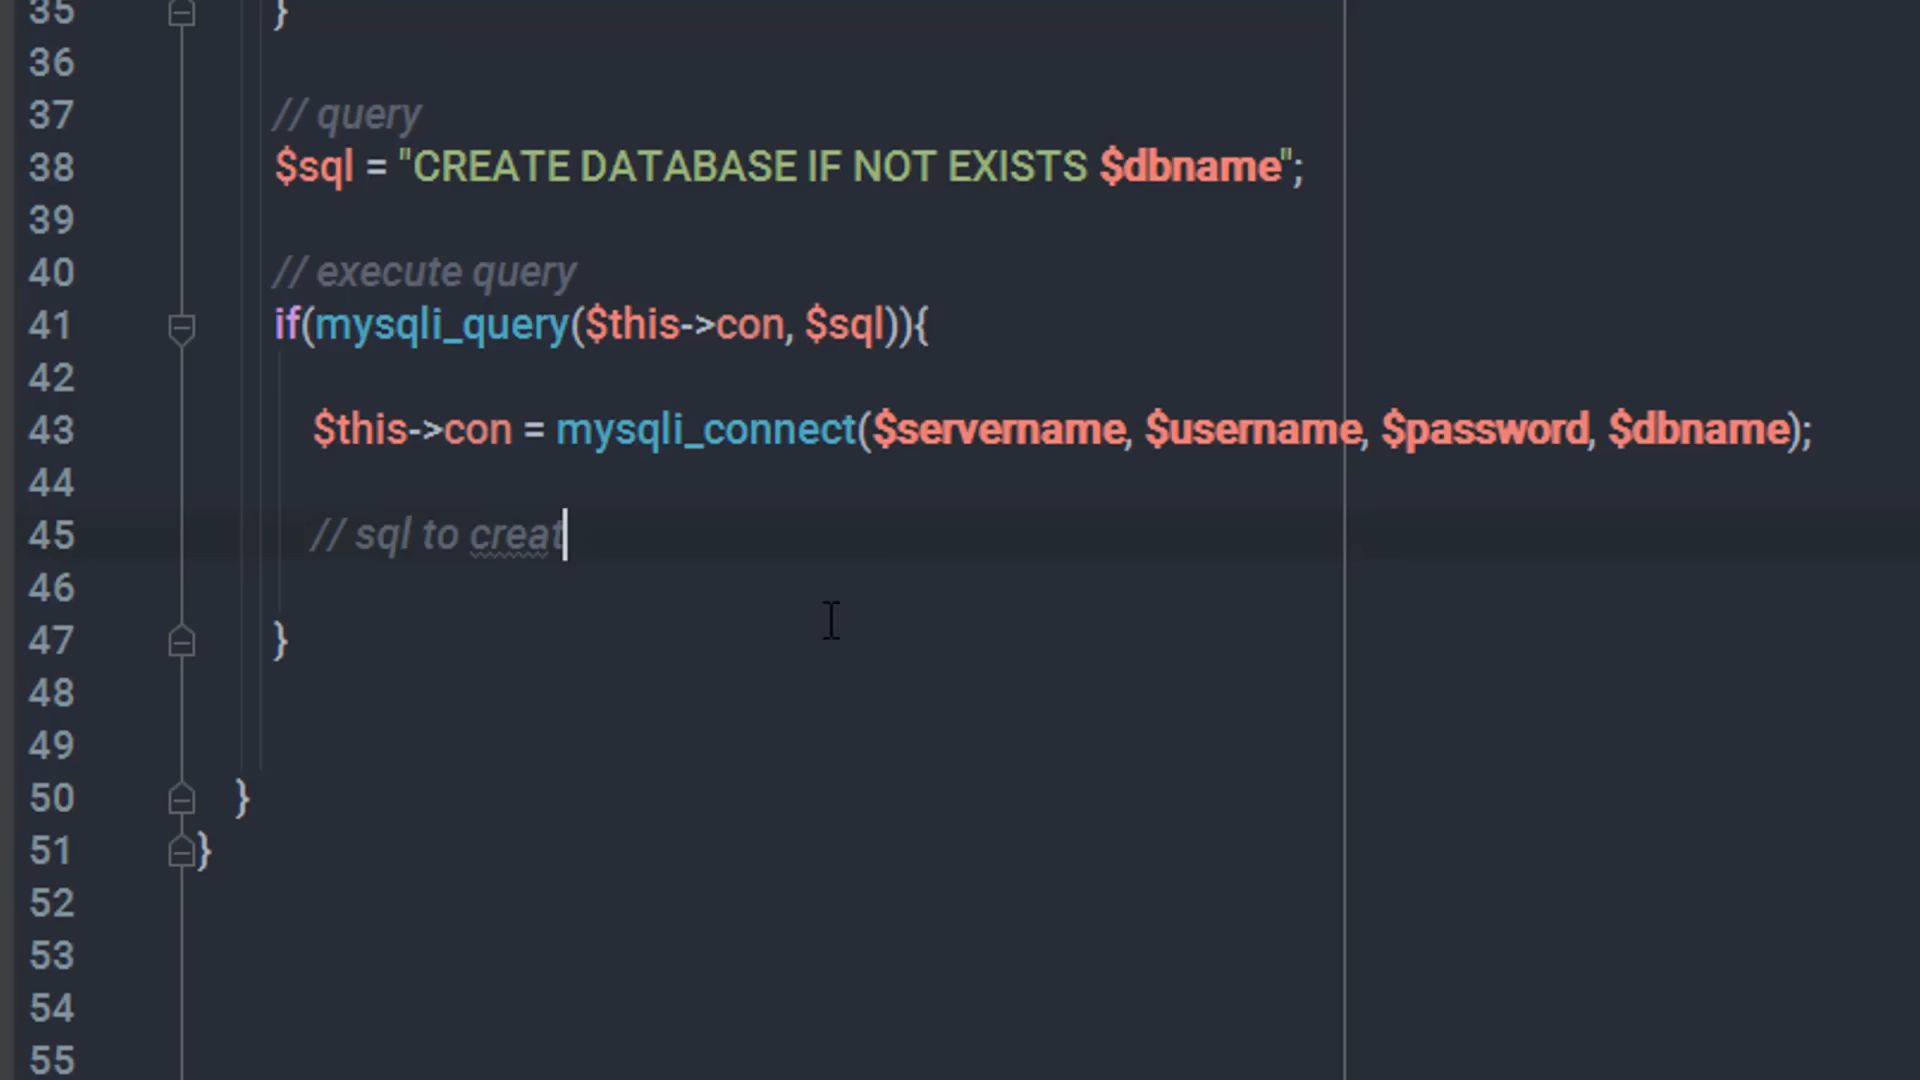 35 }
36
37 // query
38 $sql = "CREATE DATABASE IF NOT EXISTS $dbname";
39
40 // execute query
41 if(mysqli_query($this->con, $sql)){
42
43 $this->con = mysqli_connect($servername, $username, $password, $dbname);
44
45 // sql to creat
46
47 }
48
49
50 }
51 }
52
53
54
55